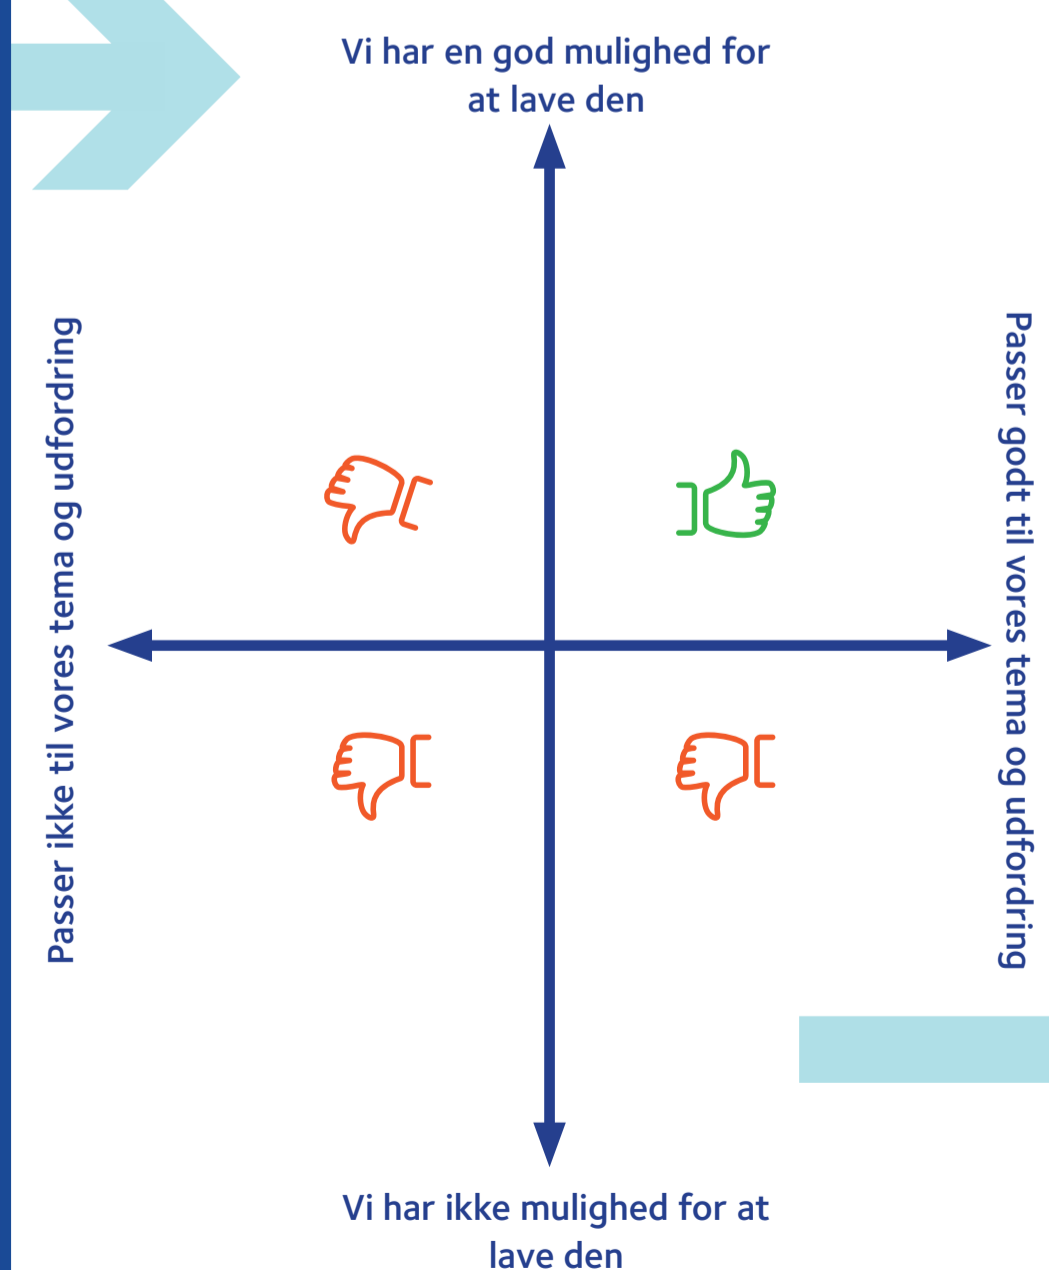 Vi har en god mulighed for
at lave den
Passer ikke til vores tema og udfordring
Passer godt til vores tema og udfordring
Vi har ikke mulighed for at
lave den